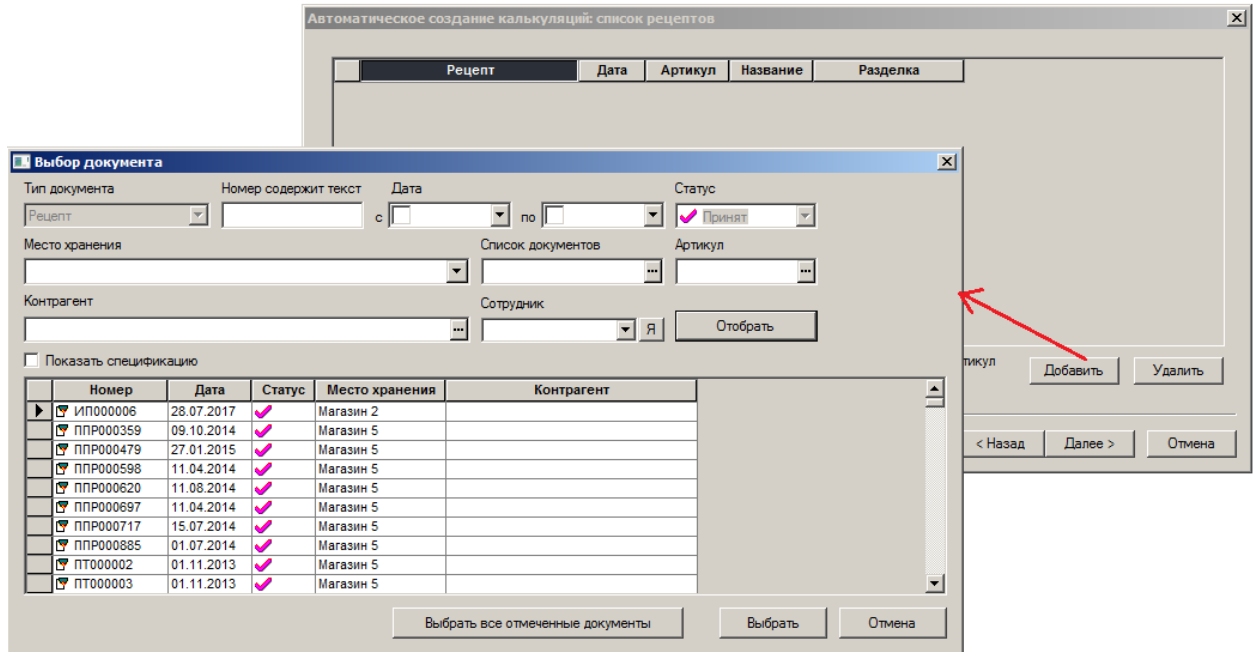 Автоматическое создание калькуляций: список рецептов
Рецепт Дата Артикул Название Разделка
Выбор документа
Тип документа Номер содержит текст Дата Статус
Рецепт с по Принят
Место хранения Список документов Артикул
Контрагент Сотрудник
Я Отобрать
Показать спецификацию
тикул Добавить Удалить
Номер Дата Статус Место хранения Контрагент
ИП000006 28.07.2017 Магазин 2
ППР000359 09.10.2014 Магазин 5
ППР000479 27.01.2015 Магазин 5
ППР000598 11.04.2014 Магазин 5
ППР000620 11.08.2014 Магазин 5
ППР000697 11.04.2014 Магазин 5
ППР000717 15.07.2014 Магазин 5
ППР000885 01.07.2014 Магазин 5
ПТ000002 01.11.2013 Магазин 5
ПТ000003 01.11.2013 Магазин 5
< Назад Далее > Отмена
Выбрать все отмеченные документы Выбрать Отмена